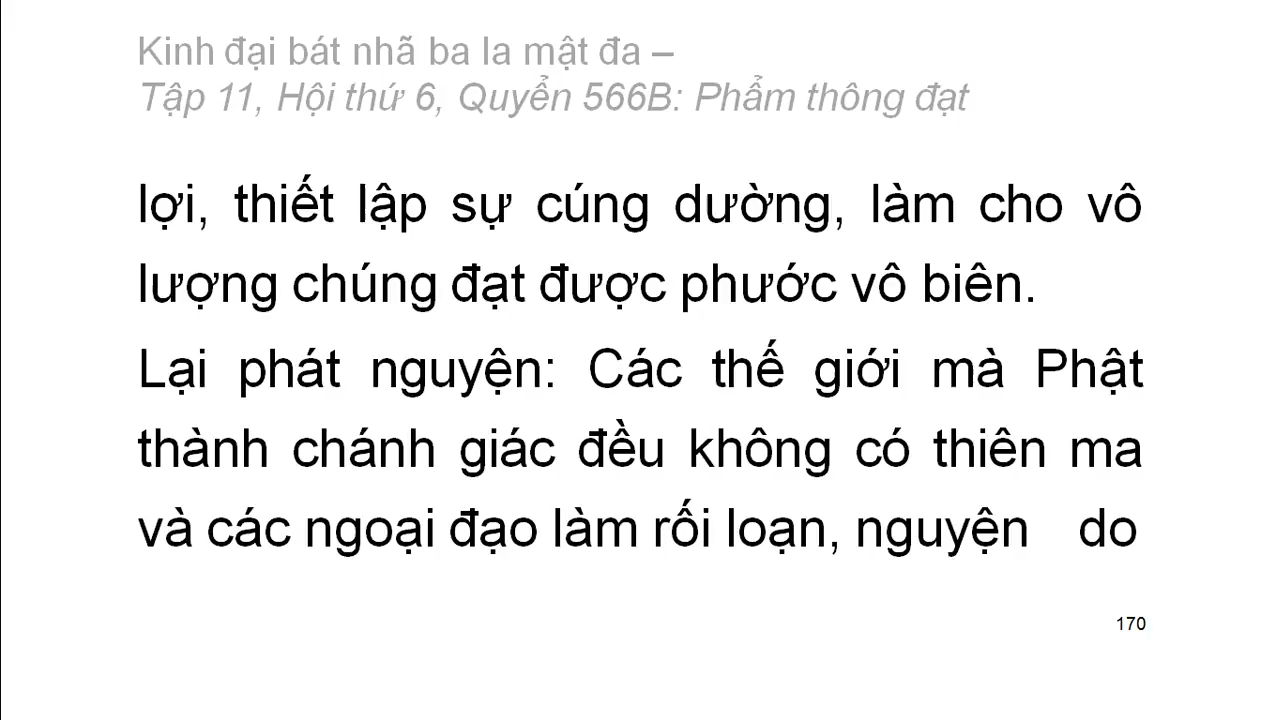 Kinh đại bát nhã ba la mật đa –
Tập 11, Hội thứ 6, Quyển 566B: Phẩm thông đạt
lợi, thiết lập sự cúng dường, làm cho vô
lượng chúng đạt được phước vô biên.
Lại phát nguyện: Các thế giới mà Phật
thành chánh giác đều không có thiên ma
và các ngoại đạo làm rối loạn, nguyện do
170